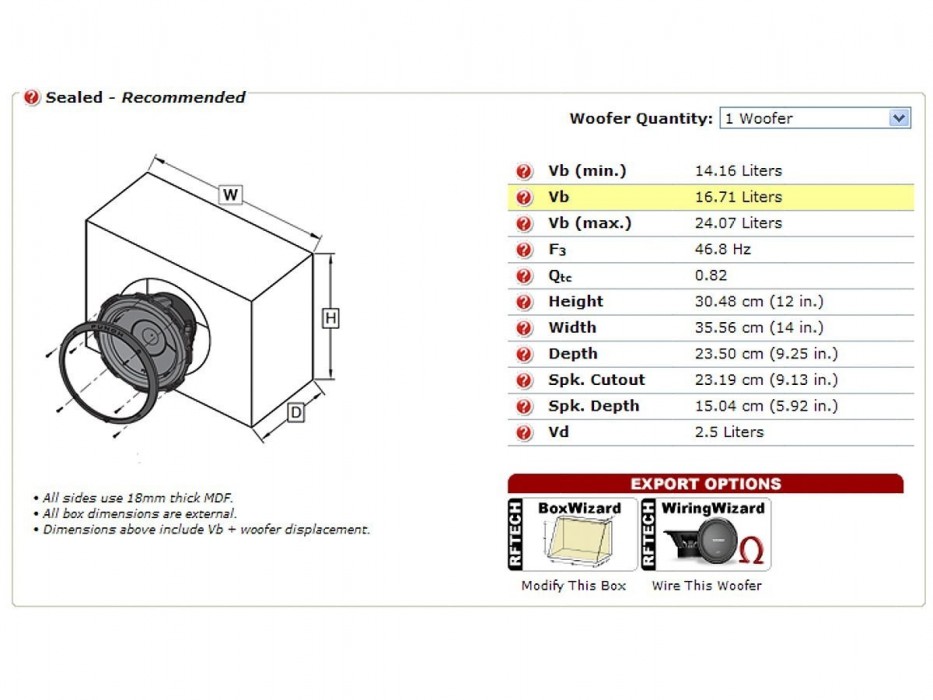 Sealed - Recommended
Woofer Quantity: 1 Woofer
W
H
D
PUNCH
Vb (min.) 14.16 Liters
Vb 16.71 Liters
Vb (max.) 24.07 Liters
F3 46.8 Hz
Qtc 0.82
Height 30.48 cm (12 in.)
Width 35.56 cm (14 in.)
Depth 23.50 cm (9.25 in.)
Spk. Cutout 23.19 cm (9.13 in.)
Spk. Depth 15.04 cm (5.92 in.)
Vd 2.5 Liters
• All sides use 18mm thick MDF.
• All box dimensions are external.
• Dimensions above include Vb + woofer displacement.
EXPORT OPTIONS
RFTECH BoxWizard
RFTECH WiringWizard
Modify This Box Wire This Woofer